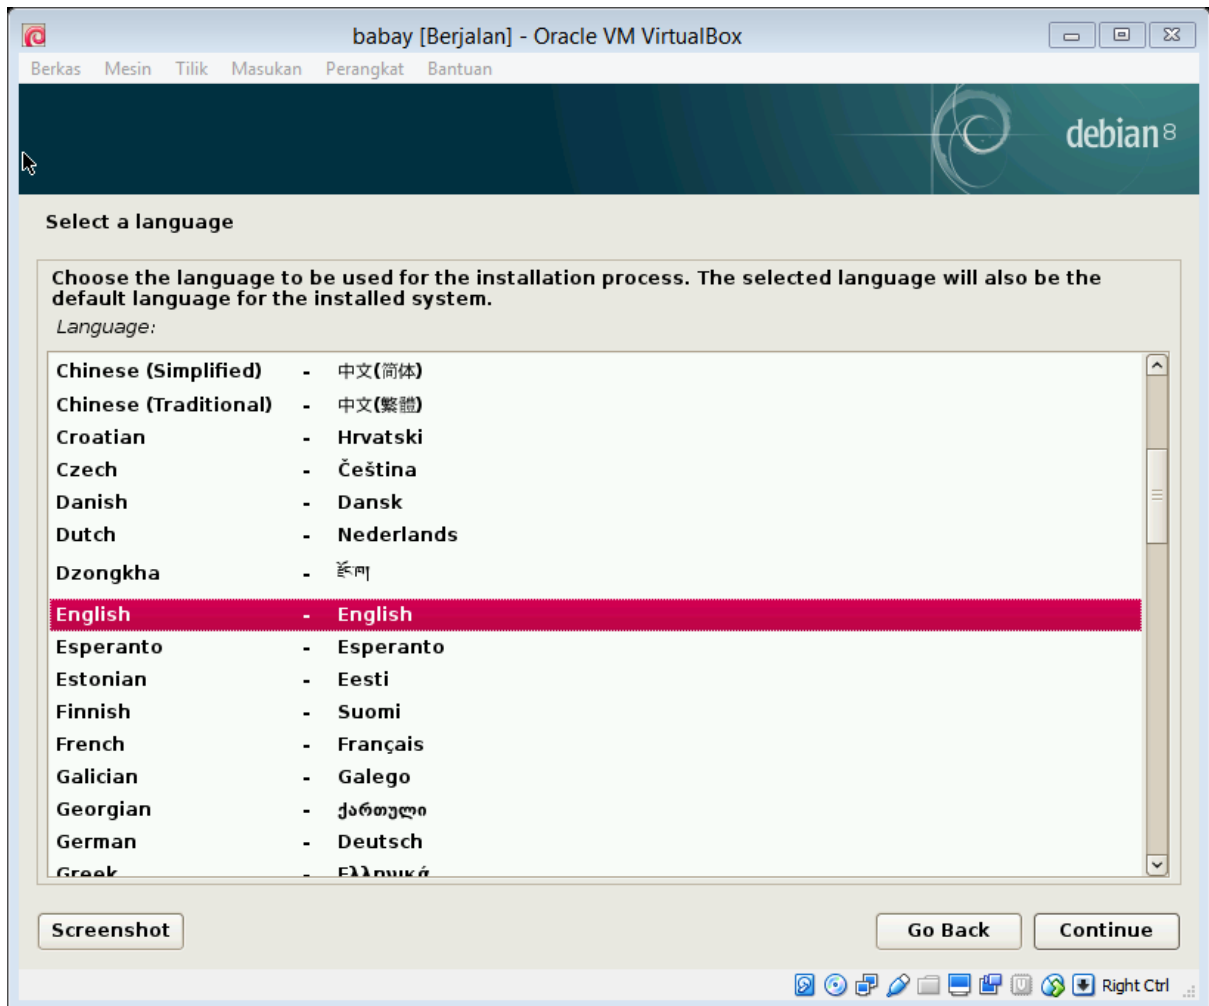 babay [Berjalan] - Oracle VM VirtualBox
Berkas Mesin Tilik Masukan Perangkat Bantuan
debian 8
Select a language
Choose the language to be used for the installation process. The selected language will also be the
default language for the installed system.
Language:
Chinese (Simplified) - 中文(简体)
Chinese (Traditional) - 中文(繁體)
Croatian - Hrvatski
Czech - Čeština
Danish - Dansk
Dutch - Nederlands
Dzongkha - རྫོང་ཁ།
English - English
Esperanto - Esperanto
Estonian - Eesti
Finnish - Suomi
French - Français
Galician - Galego
Georgian - ქართული
German - Deutsch
Greek - Ελληνικά
Screenshot Go Back Continue
Right Ctrl